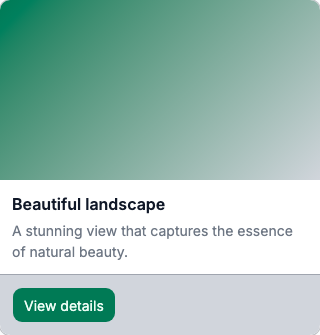 Beautiful landscape
A stunning view that captures the essence
of natural beauty.
View details